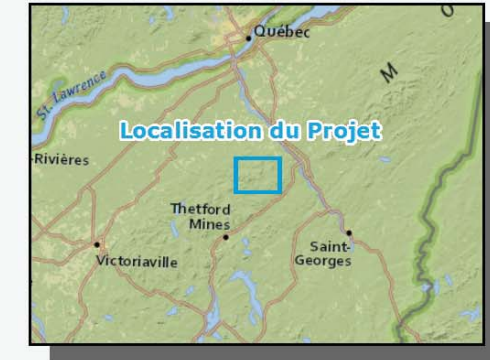 Québec
O
M
St. Lawrence
Localisation du Projet
-Rivières
Thetford
Mines
Victoriaville
Saint-
Georges